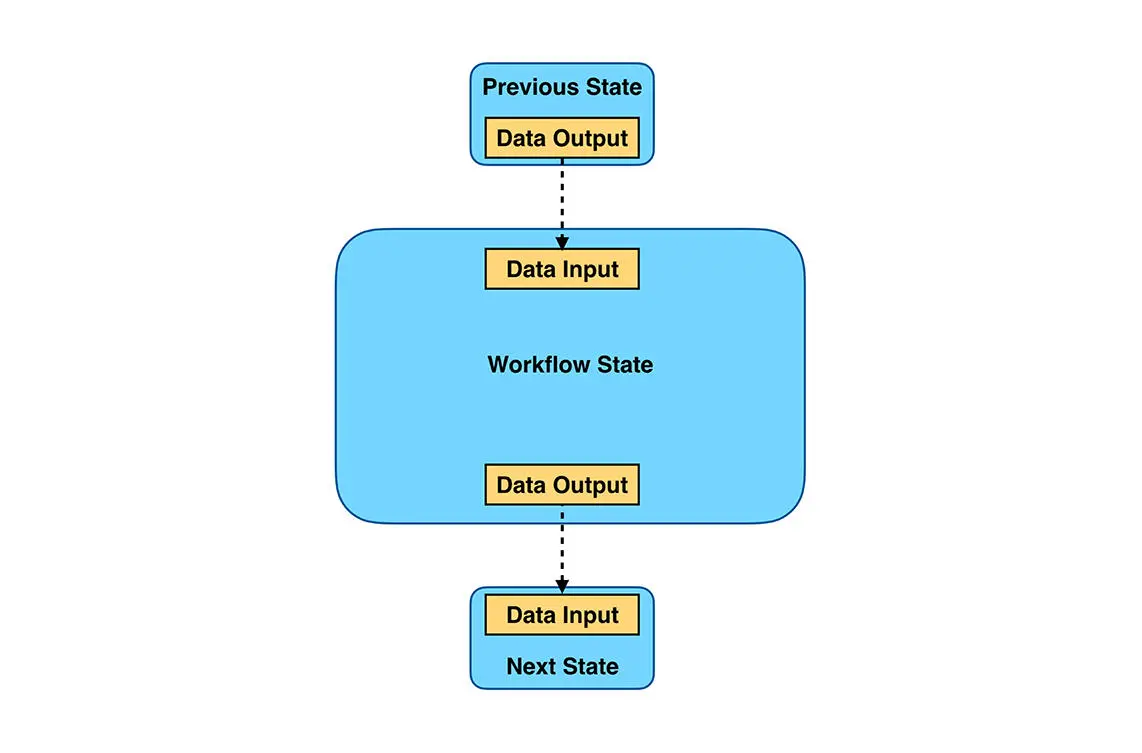 Previous State
Data Output
Data Input
Workflow State
Data Output
Data Input
Next State